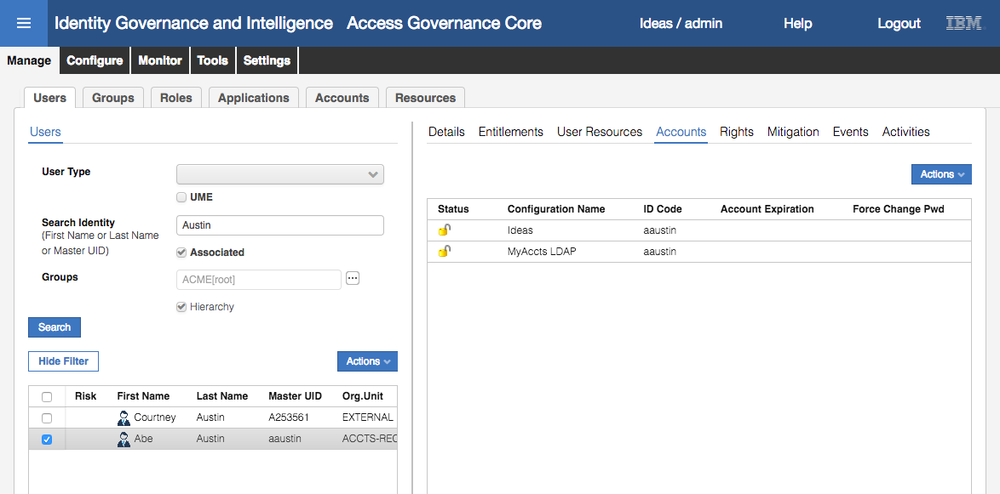 Identity Governance and Intelligence Access Governance Core Ideas / admin Help Logout IBM
Manage Configure Monitor Tools Settings
Users Groups Roles Applications Accounts Resources
Users
User Type
UME
Search Identity
(First Name or Last Name
or Master UID)
Austin
Associated
Groups
ACME[root]
Hierarchy
Search
Hide Filter
Actions
Risk First Name Last Name Master UID Org.Unit
Courtney Austin A253561 EXTERNAL
Abe Austin aaustin ACCTS-REC
Details Entitlements User Resources Accounts Rights Mitigation Events Activities
Actions
Status Configuration Name ID Code Account Expiration Force Change Pwd
Ideas aaustin
MyAccts LDAP aaustin